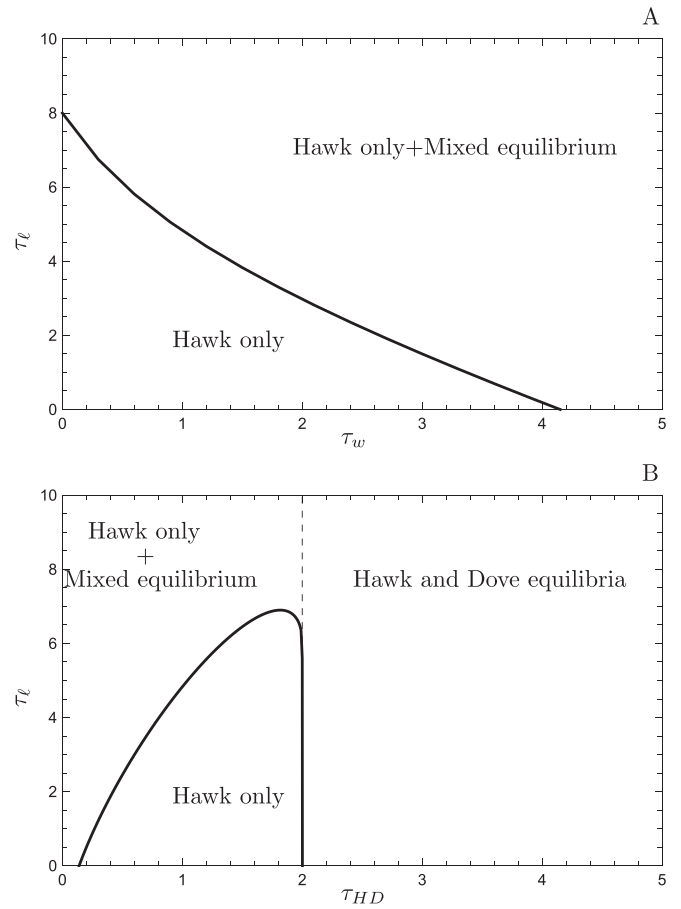 A
10
8
6
4
2
0
τℓ
Hawk only+Mixed equilibrium
Hawk only
0 1 2 3 4 5
τw
B
10
8
6
4
2
0
τℓ
Hawk only
+
Mixed equilibrium
Hawk and Dove equilibria
Hawk only
0 1 2 3 4 5
τHD